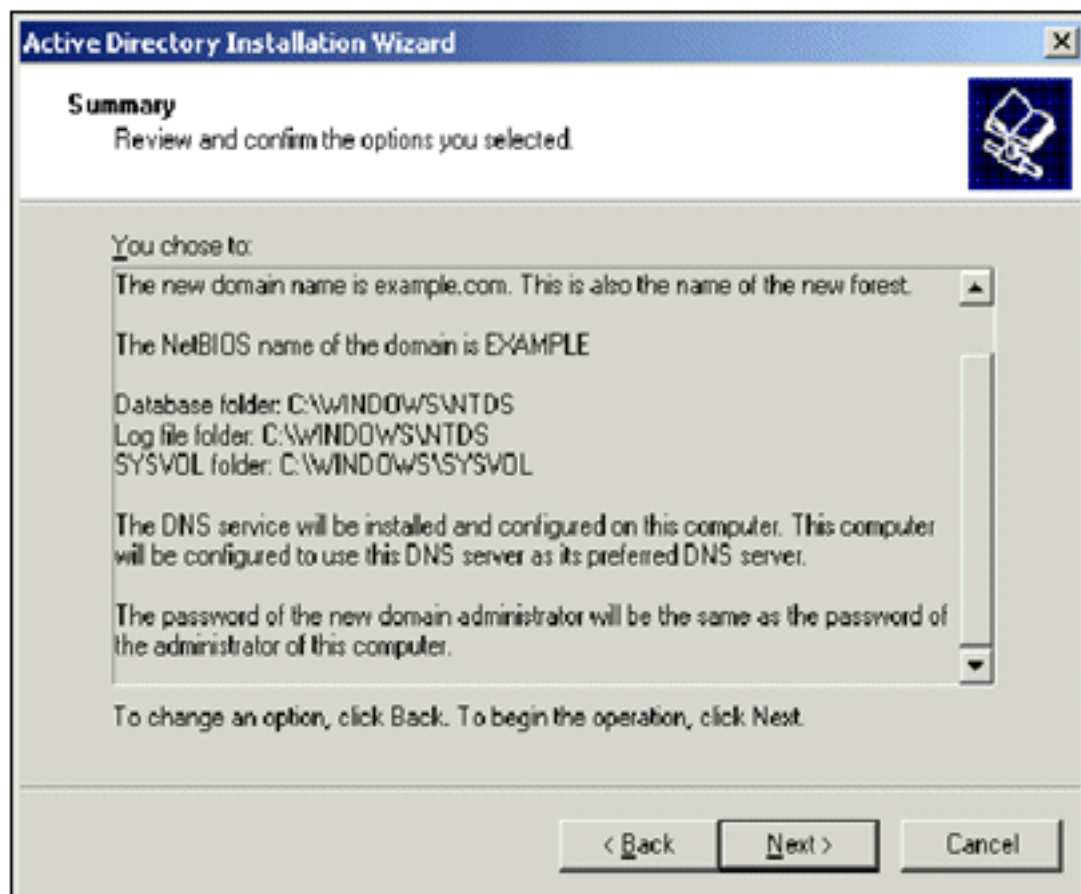 Active Directory Installation Wizard
Summary
Review and confirm the options you selected.
You chose to:
The new domain name is example.com. This is also the name of the new forest.
The NetBIOS name of the domain is EXAMPLE
Database folder: C:\WINDOWS\NTDS
Log file folder: C:\WINDOWS\NTDS
SYSVOL folder: C:\WINDOWS\SYSVOL
The DNS service will be installed and configured on this computer. This computer
will be configured to use this DNS server as its preferred DNS server.
The password of the new domain administrator will be the same as the password of
the administrator of this computer.
To change an option, click Back. To begin the operation, click Next.
< Back Next > Cancel